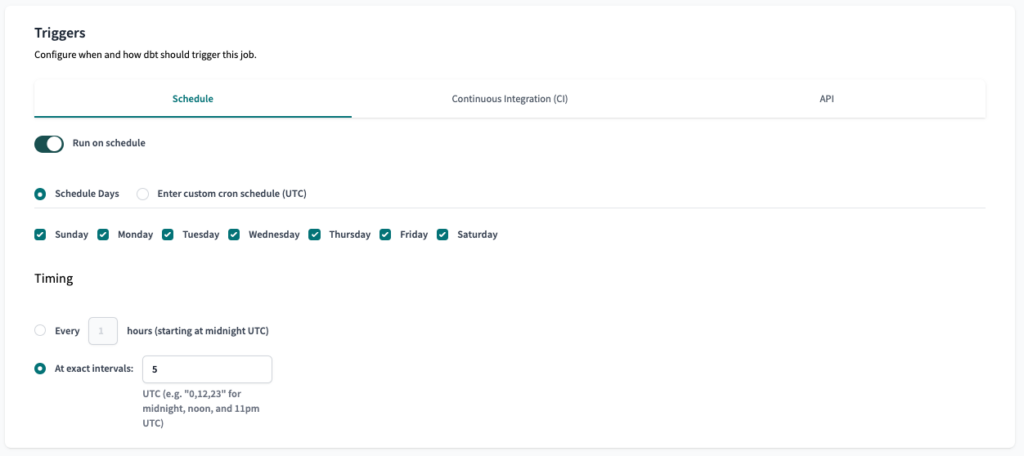 Triggers
Configure when and how dbt should trigger this job.
Schedule Continuous Integration (CI) API
Run on schedule
Schedule Days Enter custom cron schedule (UTC)
Sunday Monday Tuesday Wednesday Thursday Friday Saturday
Timing
Every 1 hours (starting at midnight UTC)
At exact intervals: 5
UTC (e.g. "0,12,23" for
midnight, noon, and 11pm
UTC)